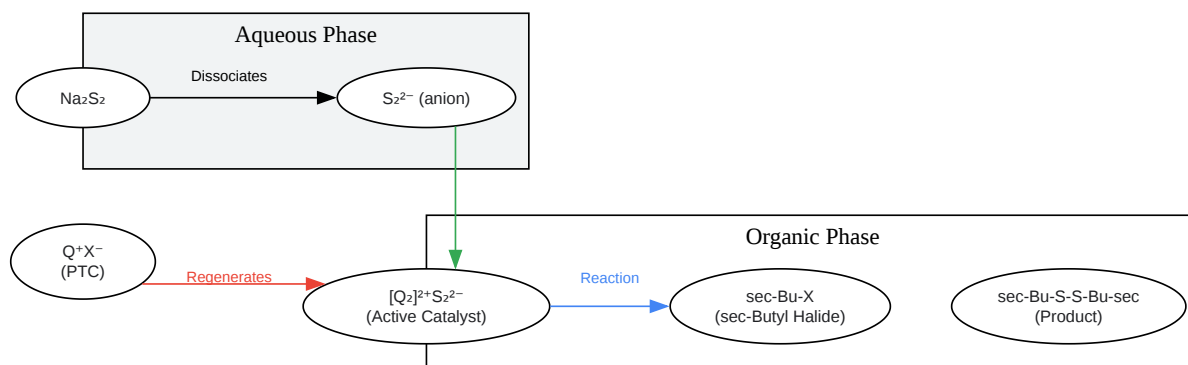 Aqueous Phase
Dissociates
Na₂S₂
S₂²⁻ (anion)
Organic Phase
Q⁺X⁻
(PTC)
Regenerates
[Q₂]²⁺S₂²⁻
(Active Catalyst)
Reaction
sec-Bu-X
(sec-Butyl Halide)
sec-Bu-S-S-Bu-sec
(Product)